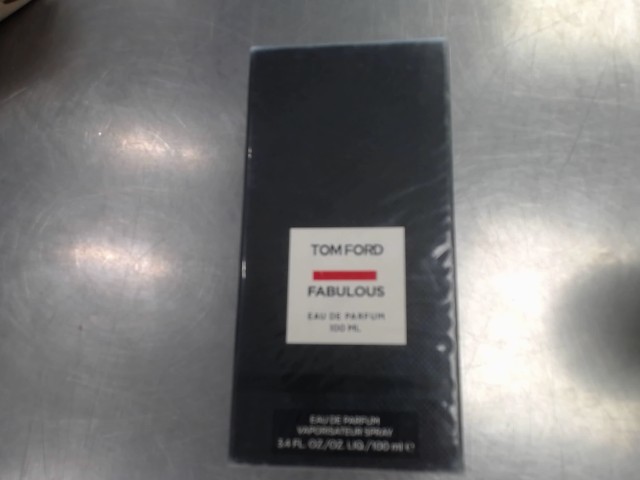 TOM FORD
FABULOUS
EAU DE PARFUM
100 ML
EAU DE PARFUM
VAPORISATEUR SPRAY
3.4 FL. OZ./OZ. LIQ./100 ml ℮